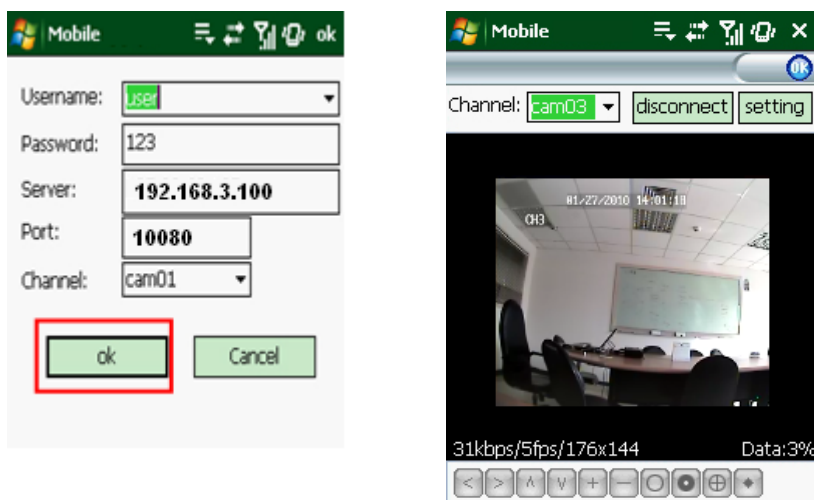 Mobile ok
Username: user
Password: 123
Server: 192.168.3.100
Port: 10080
Channel: cam01
ok Cancel
Mobile
OK
Channel: cam03 disconnect setting
01/27/2010 14:01:18
CH3
31kbps/5fps/176x144 Data:3%